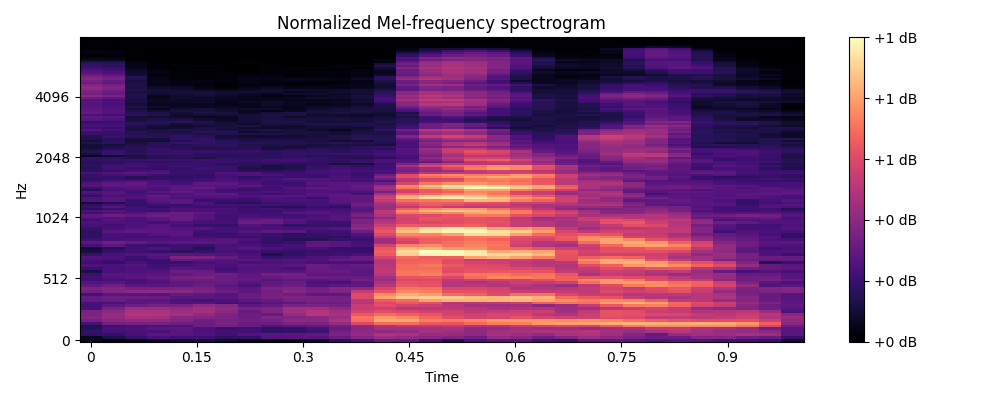 Normalized Mel-frequency spectrogram
+1 dB
+1 dB
+1 dB
+0 dB
+0 dB
+0 dB
4096
2048
1024
512
0
Hz
0
0.15
0.3
0.45
0.6
0.75
0.9
Time